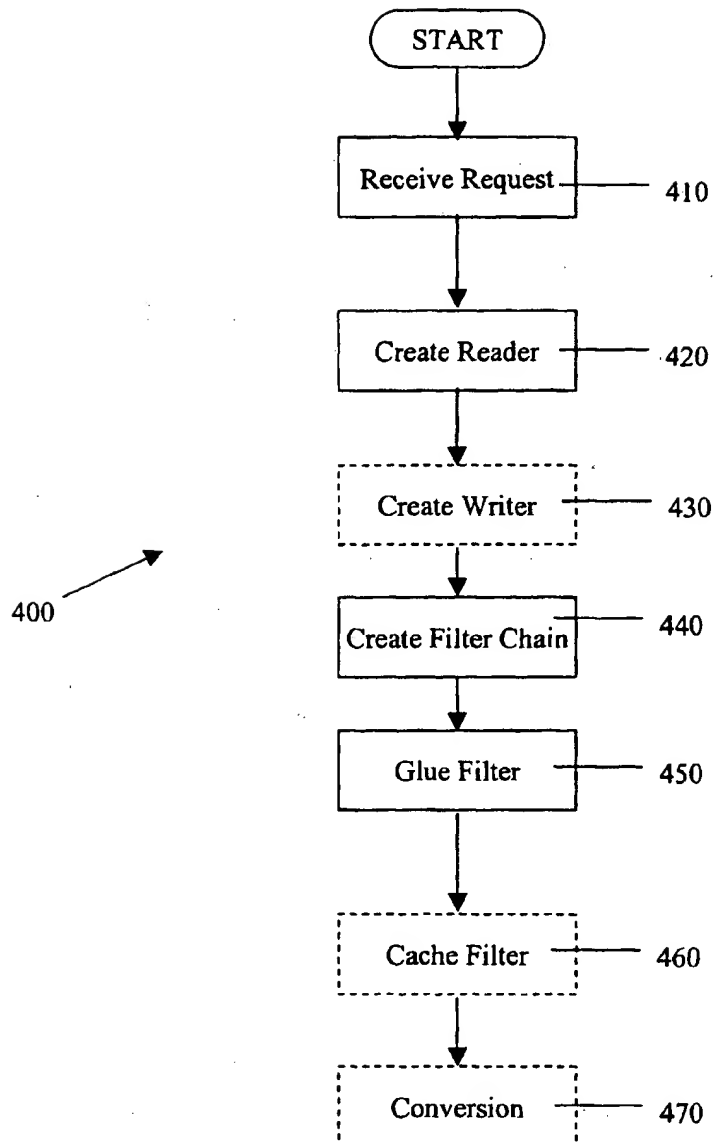 START
Receive Request 410
Create Reader 420
Create Writer 430
400
Create Filter Chain 440
Glue Filter 450
Cache Filter 460
Conversion 470